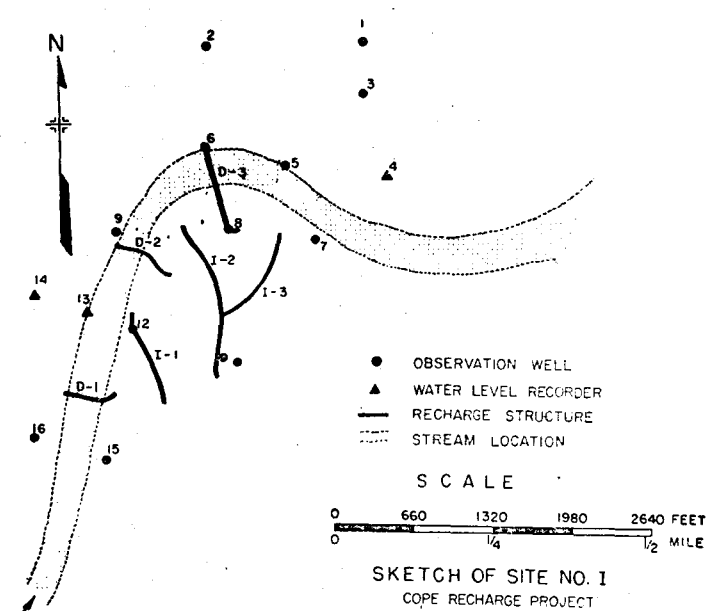 N
1
2
3
6
5
4
D-3
9
8
7
D-2
I-2
I-3
14
13
12
I-1
9
D-1
16
15
OBSERVATION WELL
WATER LEVEL RECORDER
RECHARGE STRUCTURE
STREAM LOCATION
SCALE
0 660 1320 1980 2640 FEET
0 1/4 1/2 MILE
SKETCH OF SITE NO. I
COPE RECHARGE PROJECT